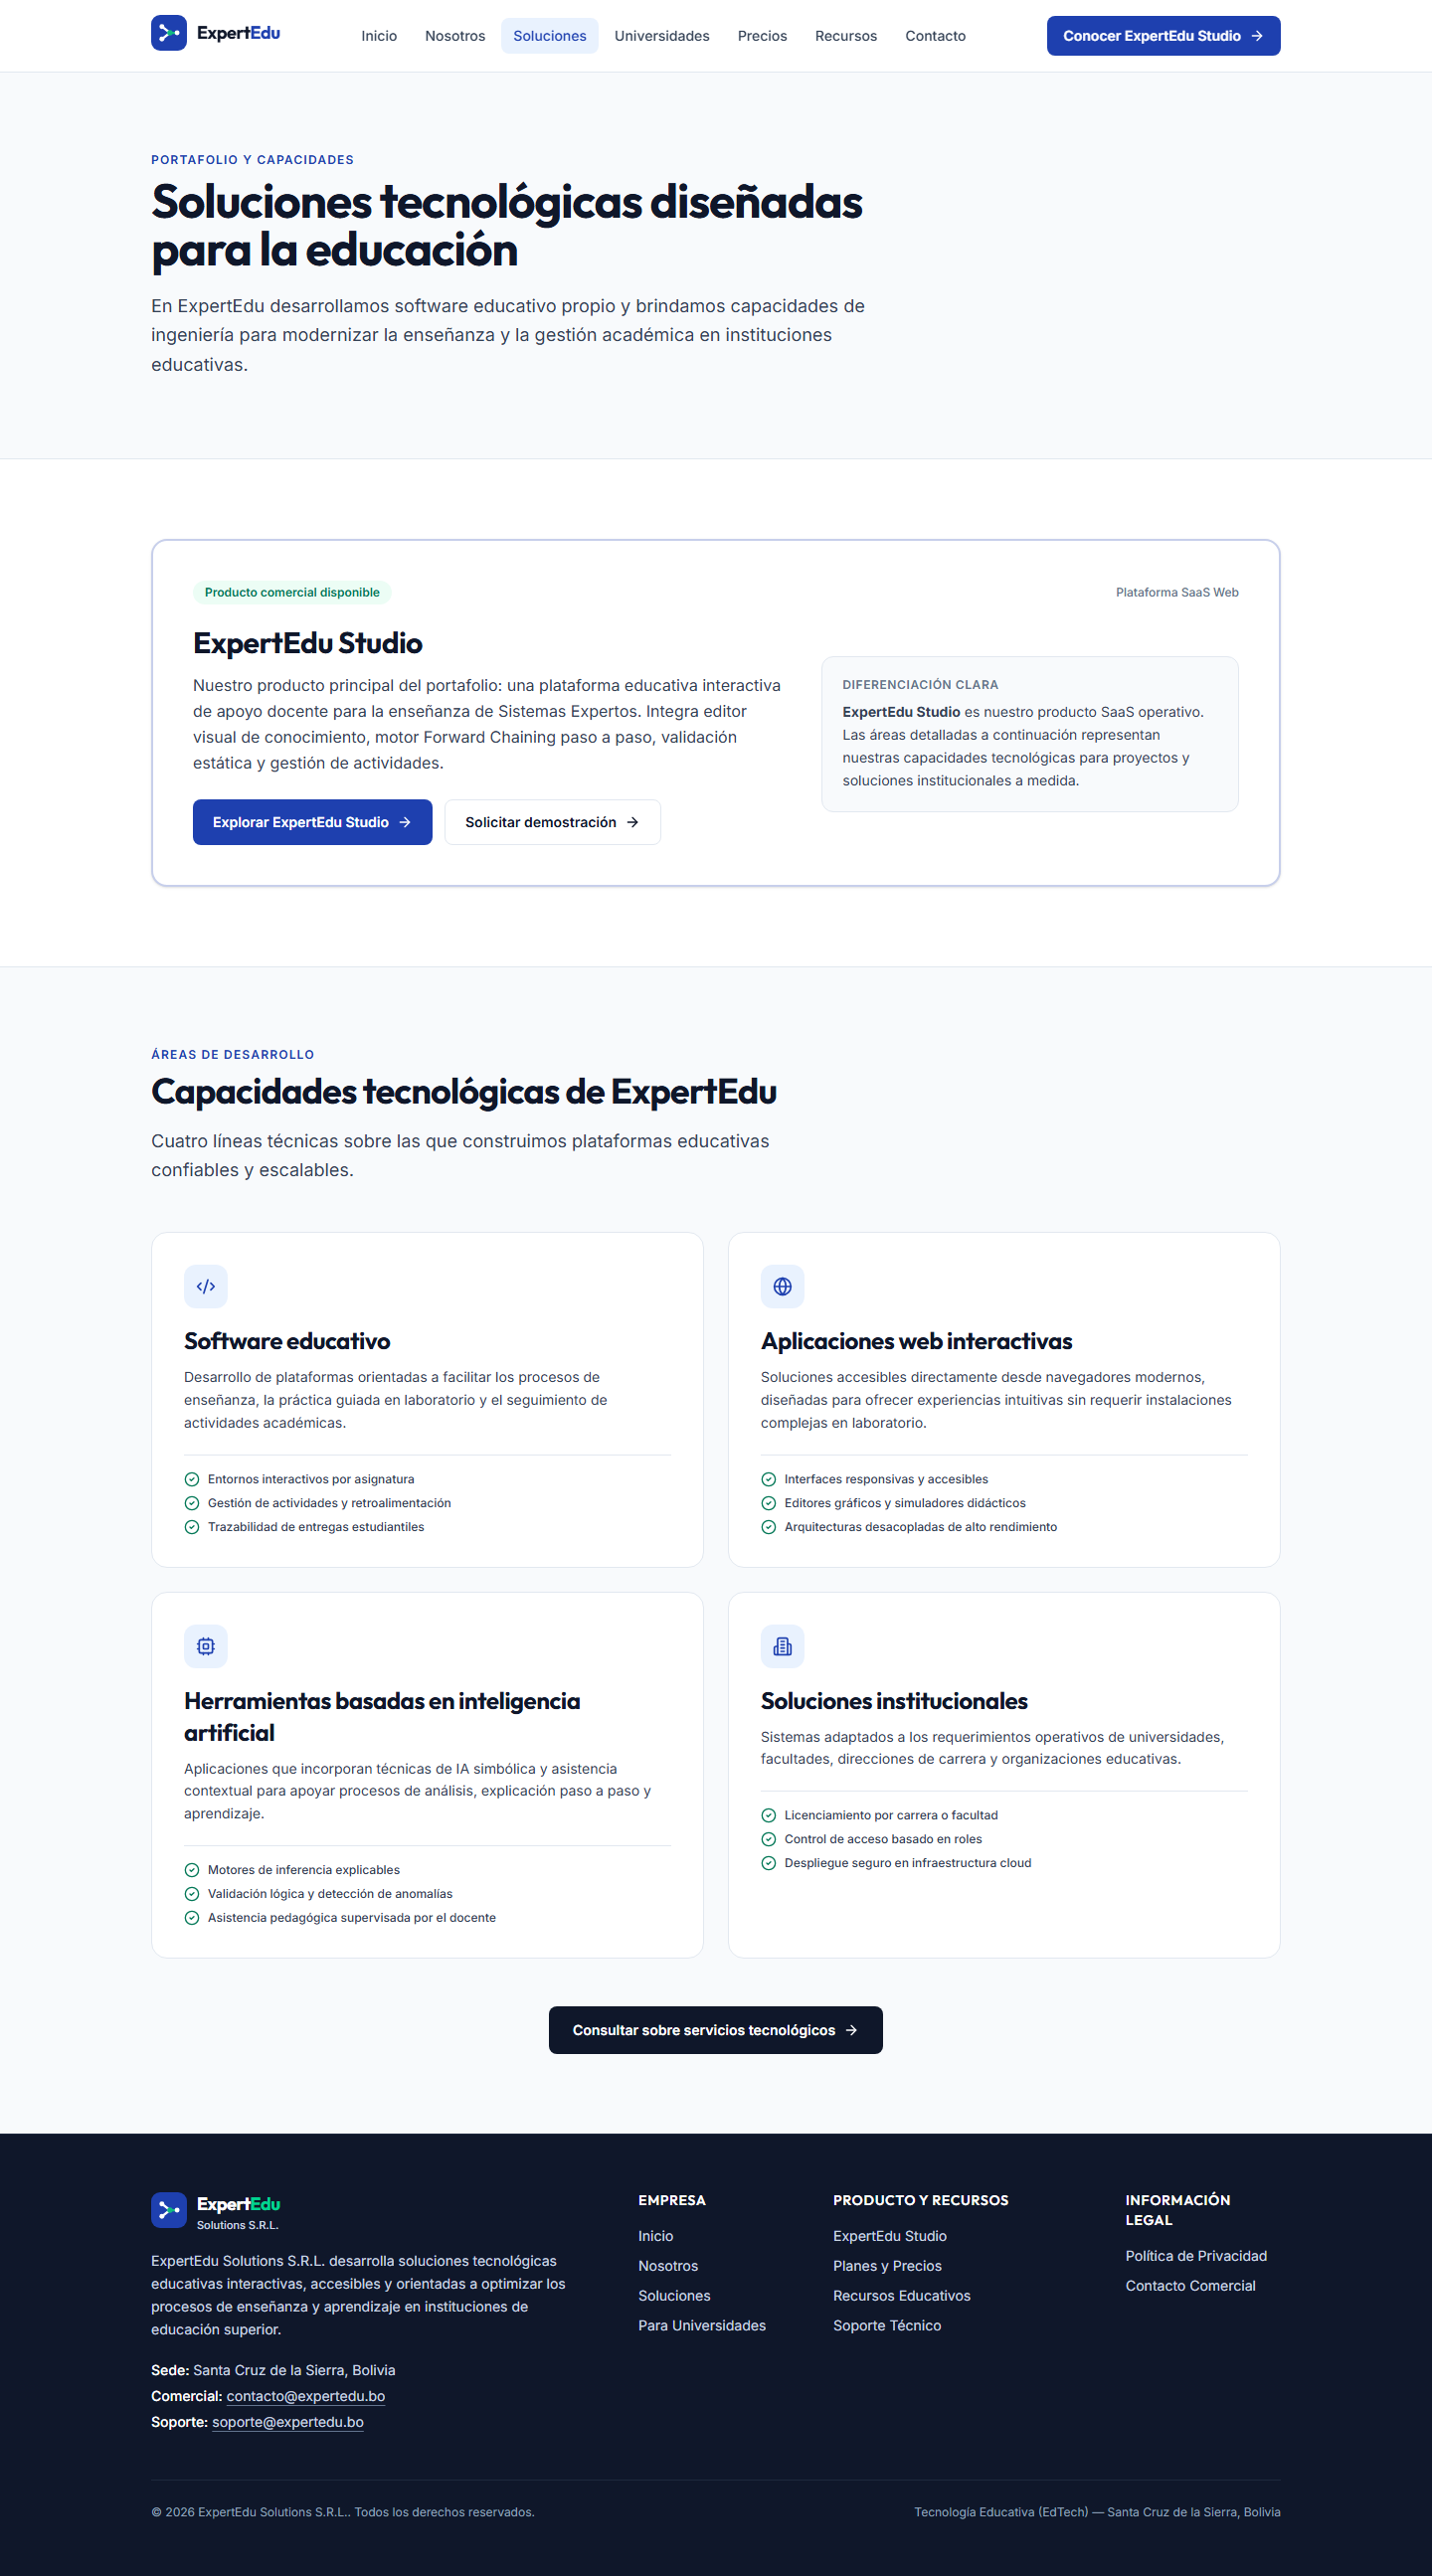 ExpertEdu
Inicio
Nosotros
Soluciones
Universidades
Precios
Recursos
Contacto
Conocer ExpertEdu Studio
PORTAFOLIO Y CAPACIDADES
Soluciones tecnológicas diseñadas
para la educación
En ExpertEdu desarrollamos software educativo propio y brindamos capacidades de
ingeniería para modernizar la enseñanza y la gestión académica en instituciones
educativas.
Producto comercial disponible
Plataforma SaaS Web
ExpertEdu Studio
Nuestro producto principal del portafolio: una plataforma educativa interactiva
de apoyo docente para la enseñanza de Sistemas Expertos. Integra editor
visual de conocimiento, motor Forward Chaining paso a paso, validación
estática y gestión de actividades.
Explorar ExpertEdu Studio
Solicitar demostración
DIFERENCIACIÓN CLARA
ExpertEdu Studio es nuestro producto SaaS operativo.
Las áreas detalladas a continuación representan
nuestras capacidades tecnológicas para proyectos y
soluciones institucionales a medida.
ÁREAS DE DESARROLLO
Capacidades tecnológicas de ExpertEdu
Cuatro líneas técnicas sobre las que construimos plataformas educativas
confiables y escalables.
Software educativo
Desarrollo de plataformas orientadas a facilitar los procesos de
enseñanza, la práctica guiada en laboratorio y el seguimiento de
actividades académicas.
Entornos interactivos por asignatura
Gestión de actividades y retroalimentación
Trazabilidad de entregas estudiantiles
Aplicaciones web interactivas
Soluciones accesibles directamente desde navegadores modernos,
diseñadas para ofrecer experiencias intuitivas sin requerir instalaciones
complejas en laboratorio.
Interfaces responsivas y accesibles
Editores gráficos y simuladores didácticos
Arquitecturas desacopladas de alto rendimiento
Herramientas basadas en inteligencia
artificial
Aplicaciones que incorporan técnicas de IA simbólica y asistencia
contextual para apoyar procesos de análisis, explicación paso a paso y
aprendizaje.
Motores de inferencia explicables
Validación lógica y detección de anomalías
Asistencia pedagógica supervisada por el docente
Soluciones institucionales
Sistemas adaptados a los requerimientos operativos de universidades,
facultades, direcciones de carrera y organizaciones educativas.
Licenciamiento por carrera o facultad
Control de acceso basado en roles
Despliegue seguro en infraestructura cloud
Consultar sobre servicios tecnológicos
ExpertEdu
Solutions S.R.L.
ExpertEdu Solutions S.R.L. desarrolla soluciones tecnológicas
educativas interactivas, accesibles y orientadas a optimizar los
procesos de enseñanza y aprendizaje en instituciones de
educación superior.
Sede: Santa Cruz de la Sierra, Bolivia
Comercial: contacto@expertedu.bo
Soporte: soporte@expertedu.bo
EMPRESA
Inicio
Nosotros
Soluciones
Para Universidades
PRODUCTO Y RECURSOS
ExpertEdu Studio
Planes y Precios
Recursos Educativos
Soporte Técnico
INFORMACIÓN
LEGAL
Política de Privacidad
Contacto Comercial
© 2026 ExpertEdu Solutions S.R.L.. Todos los derechos reservados.
Tecnología Educativa (EdTech) — Santa Cruz de la Sierra, Bolivia